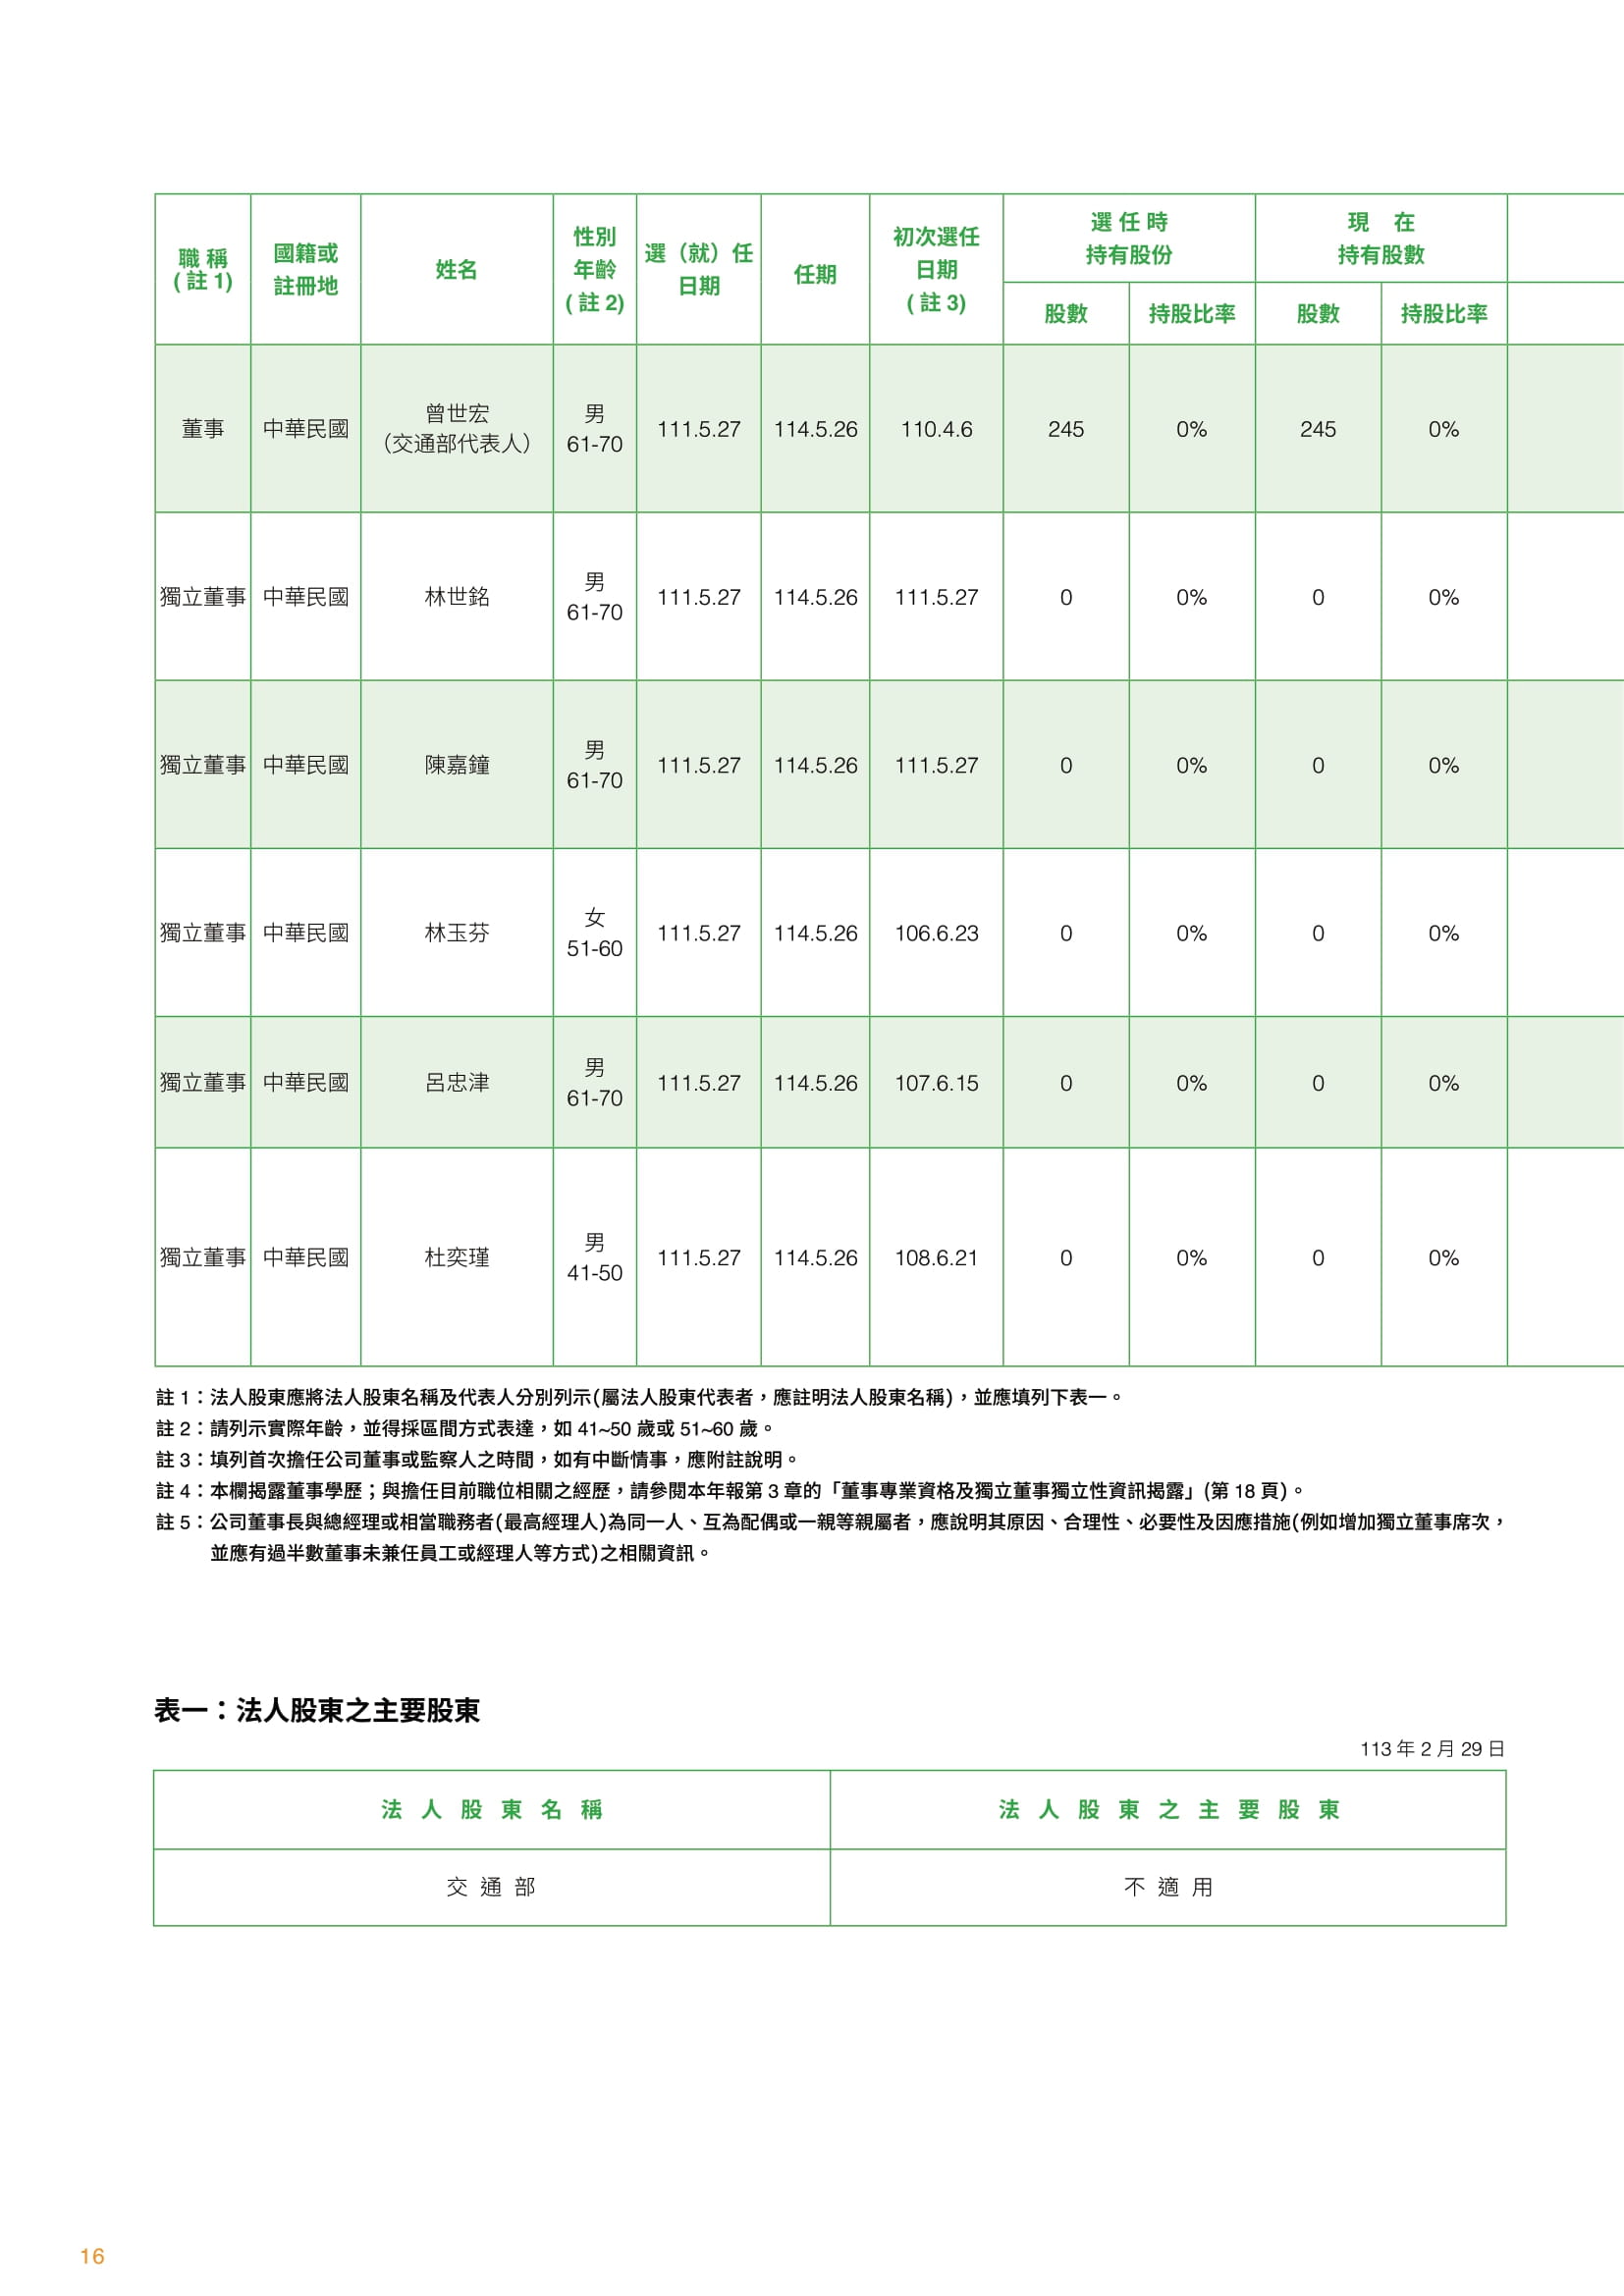 職 稱 (註 1) 國籍或 註冊地 姓名 性別 年齡 (註 2) 選（就）任 日期 任期 初次選任 日期 (註 3) 選 任 時 持有股份 現 在 持有股數
股數 持股比率 股數 持股比率
董事 中華民國 曾世宏 （交通部代表人） 男 61-70 111.5.27 114.5.26 110.4.6 245 0% 245 0%
獨立董事 中華民國 林世銘 男 61-70 111.5.27 114.5.26 111.5.27 0 0% 0 0%
獨立董事 中華民國 陳嘉鐘 男 61-70 111.5.27 114.5.26 111.5.27 0 0% 0 0%
獨立董事 中華民國 林玉芬 女 51-60 111.5.27 114.5.26 106.6.23 0 0% 0 0%
獨立董事 中華民國 呂忠津 男 61-70 111.5.27 114.5.26 107.6.15 0 0% 0 0%
獨立董事 中華民國 杜奕瑾 男 41-50 111.5.27 114.5.26 108.6.21 0 0% 0 0%
註 1：法人股東應將法人股東名稱及代表人分別列示(屬法人股東代表者，應註明法人股東名稱)，並應填列下表一。
註 2：請列示實際年齡，並得採區間方式表達，如 41~50 歲或 51~60 歲。
註 3：填列首次擔任公司董事或監察人之時間，如有中斷情事，應附註說明。
註 4：本欄揭露董事學歷；與擔任目前職位相關之經歷，請參閱本年報第 3 章的「董事專業資格及獨立董事獨立性資訊揭露」(第 18 頁)。
註 5：公司董事長與總經理或相當職務者(最高經理人)為同一人、互為配偶或一親等親屬者，應說明其原因、合理性、必要性及因應措施(例如增加獨立董事席次，
並應有過半數董事未兼任員工或經理人等方式)之相關資訊。
表一：法人股東之主要股東
113 年 2 月 29 日
法 人 股 東 名 稱 法 人 股 東 之 主 要 股 東
交 通 部 不 適 用
16